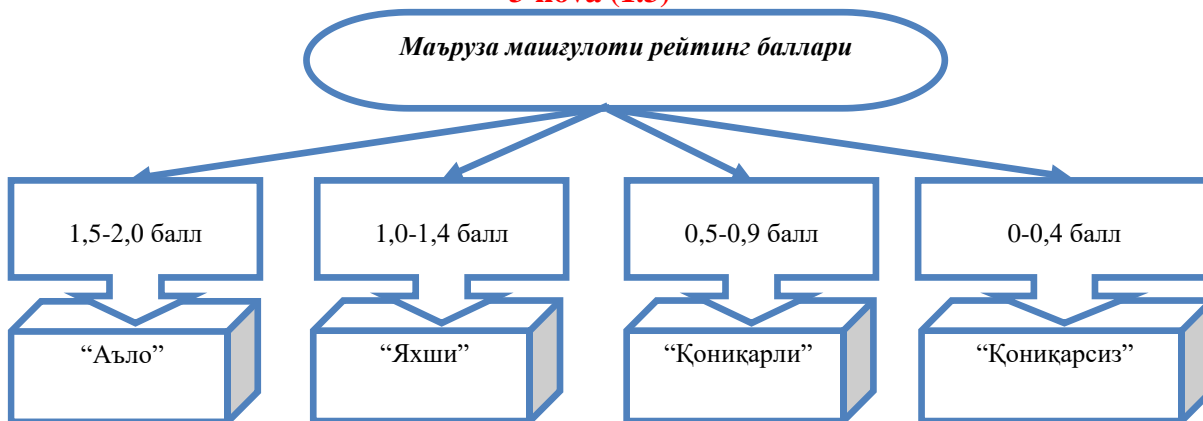 Маъруза машғулоти рейтинг баллари
1,5-2,0 балл
1,0-1,4 балл
0,5-0,9 балл
0-0,4 балл
“Аъло”
“Яхши”
“Қониқарли”
“Қониқарсиз”